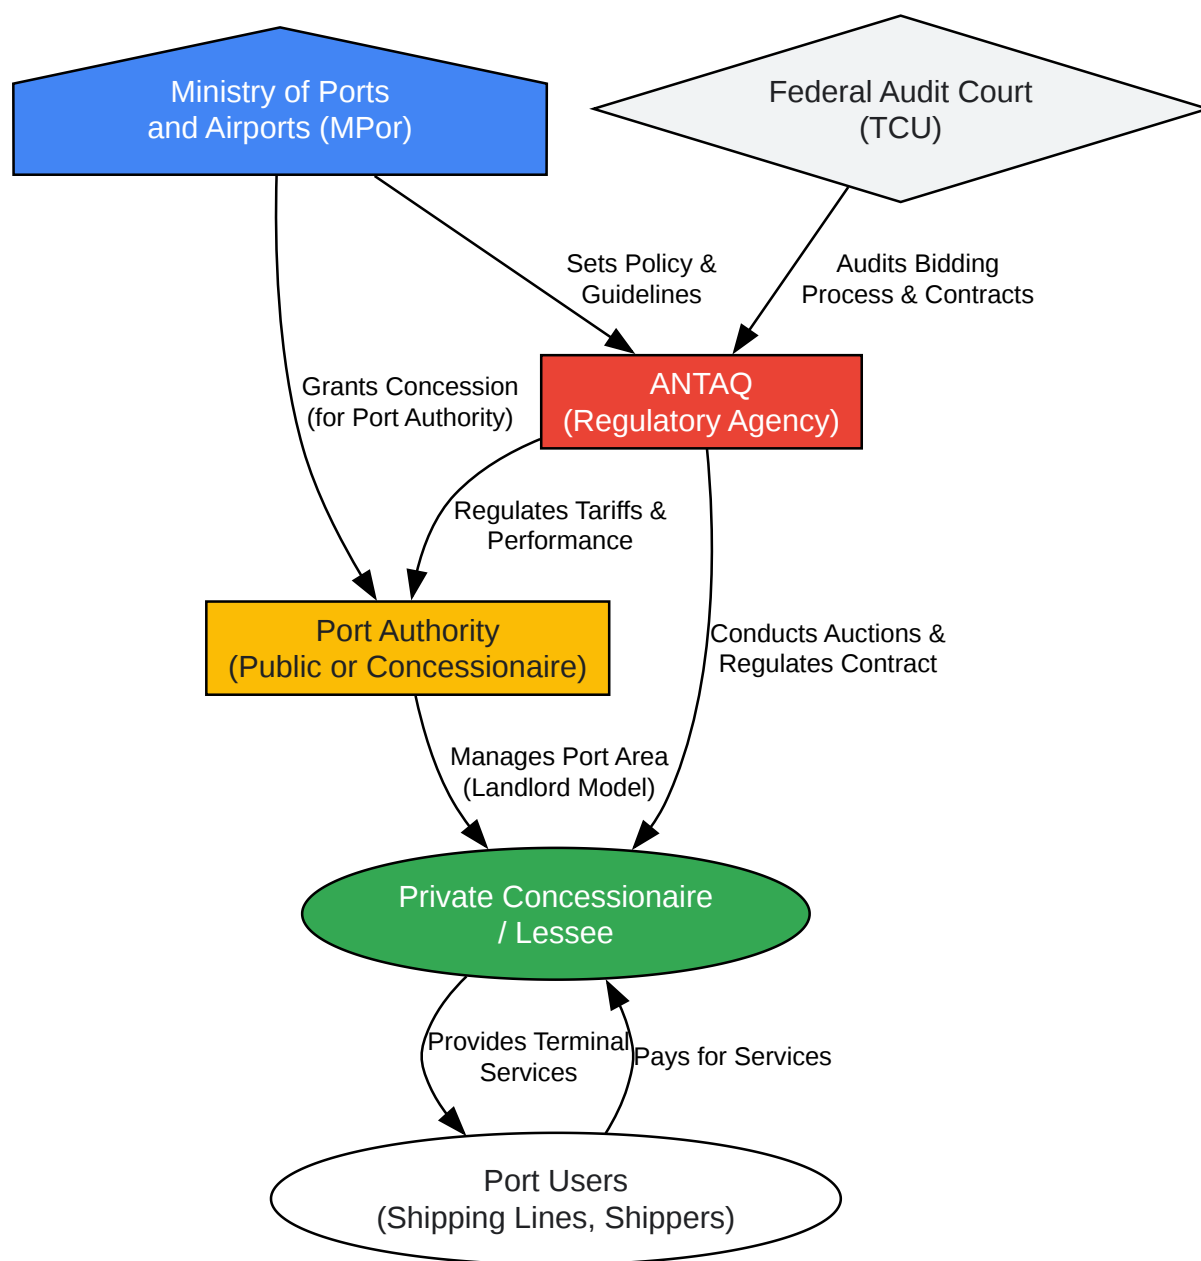 Ministry of Ports
and Airports (MPor)
Federal Audit Court
(TCU)
Sets Policy &
Guidelines
Audits Bidding
Process & Contracts
Grants Concession
(for Port Authority)
ANTAQ
(Regulatory Agency)
Regulates Tariffs &
Performance
Port Authority
(Public or Concessionaire)
Conducts Auctions &
Regulates Contract
Manages Port Area
(Landlord Model)
Private Concessionaire
/ Lessee
Provides Terminal
Services
Pays for Services
Port Users
(Shipping Lines, Shippers)